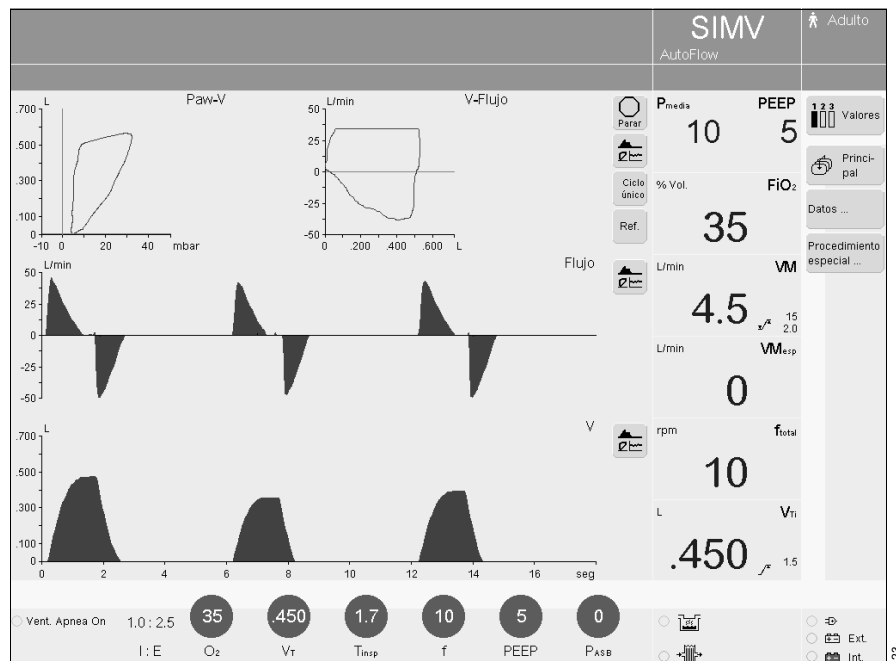 SIMV
AutoFlow
Adulto
Paw-V
L
.700
.500
.300
.100
0
-10 0 20 40 mbar
V-Flujo
L/min
50
25
0
-25
-50
0 .200 .400 .600 L
Parar
Ciclo
único
Ref.
Pmedia PEEP
10 5
% Vol. FiO₂
35
L/min VM
4.5 15
2.0
L/min VMesp
0
rpm ftotal
10
L VTi
.450 1.5
1 2 3
Valores
Princi-
pal
Datos ...
Procedimiento
especial ...
Flujo
L/min
50
25
0
-25
-50
V
L
.700
.500
.300
.100
0
0 2 4 6 8 10 12 14 16 seg
Vent. Apnea On 1.0 : 2.5 35 .450 1.7 10 5 0
I : E O₂ VT Tinsp f PEEP PASB
Ext.
Int.